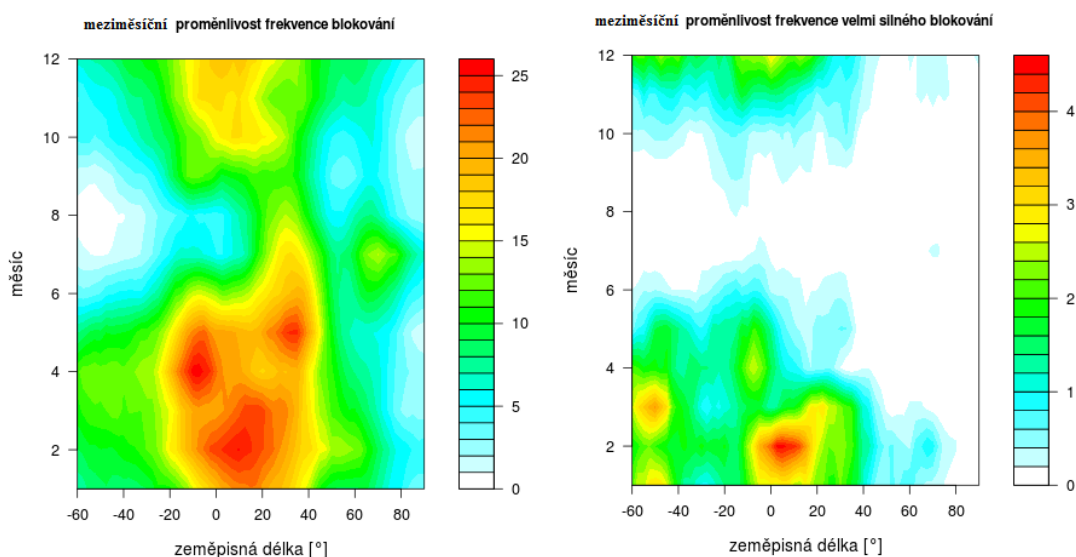 meziměsíční proměnlivost frekvence blokování
12
10
8
6
4
2
měsíc
-60 -40 -20 0 20 40 60 80
zeměpisná délka [°]
25
20
15
10
5
0
meziměsíční proměnlivost frekvence velmi silného blokování
12
10
8
6
4
2
měsíc
-60 -40 -20 0 20 40 60 80
zeměpisná délka [°]
4
3
2
1
0